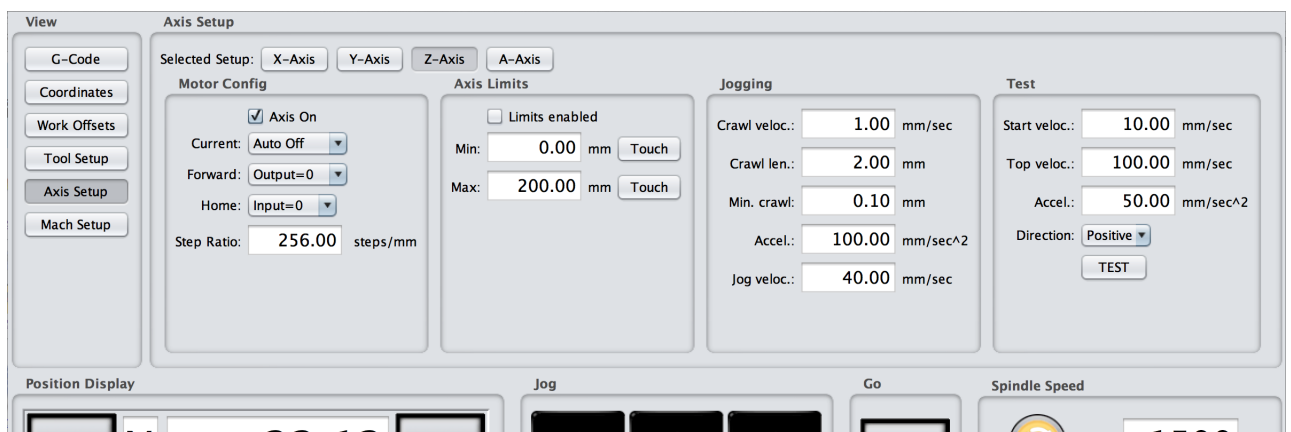 View
G-Code
Coordinates
Work Offsets
Tool Setup
Axis Setup
Mach Setup
Axis Setup
Selected Setup: X-Axis Y-Axis Z-Axis A-Axis
Motor Config
Axis On
Current: Auto Off
Forward: Output=0
Home: Input=0
Step Ratio: 256.00 steps/mm
Axis Limits
Limits enabled
Min: 0.00 mm Touch
Max: 200.00 mm Touch
Jogging
Crawl veloc.: 1.00 mm/sec
Crawl len.: 2.00 mm
Min. crawl: 0.10 mm
Accel.: 100.00 mm/sec^2
Jog veloc.: 40.00 mm/sec
Test
Start veloc.: 10.00 mm/sec
Top veloc.: 100.00 mm/sec
Accel.: 50.00 mm/sec^2
Direction: Positive
TEST
Position Display
Jog
Go
Spindle Speed